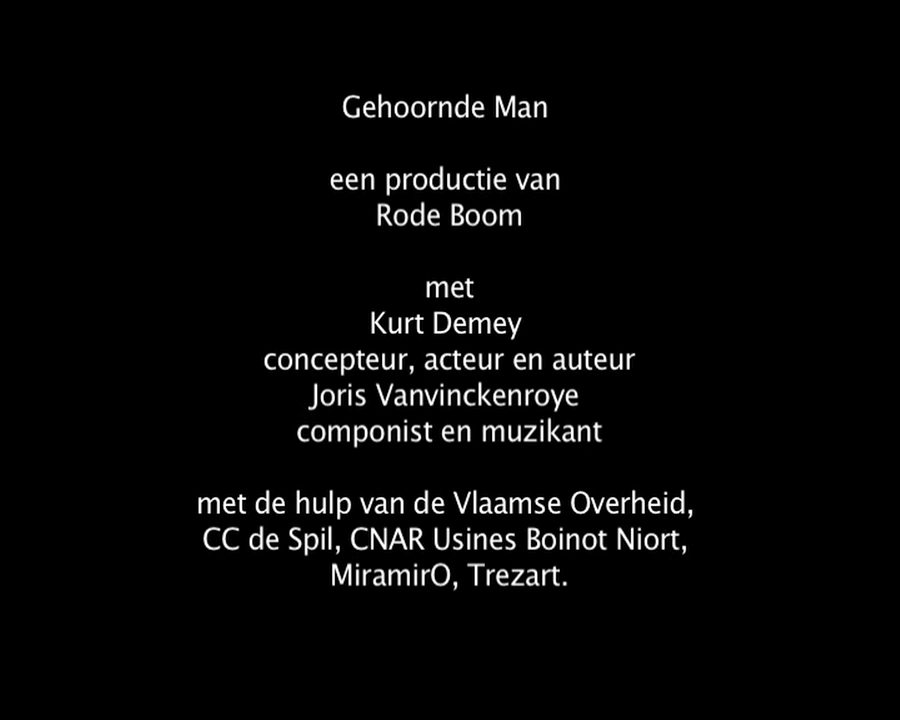 Gehoornde Man
een productie van
Rode Boom
met
Kurt Demey
concepteur, acteur en auteur
Joris Vanvinckenroye
componist en muzikant
met de hulp van de Vlaamse Overheid,
CC de Spil, CNAR Usines Boinot Niort,
MiramirO, Trezart.